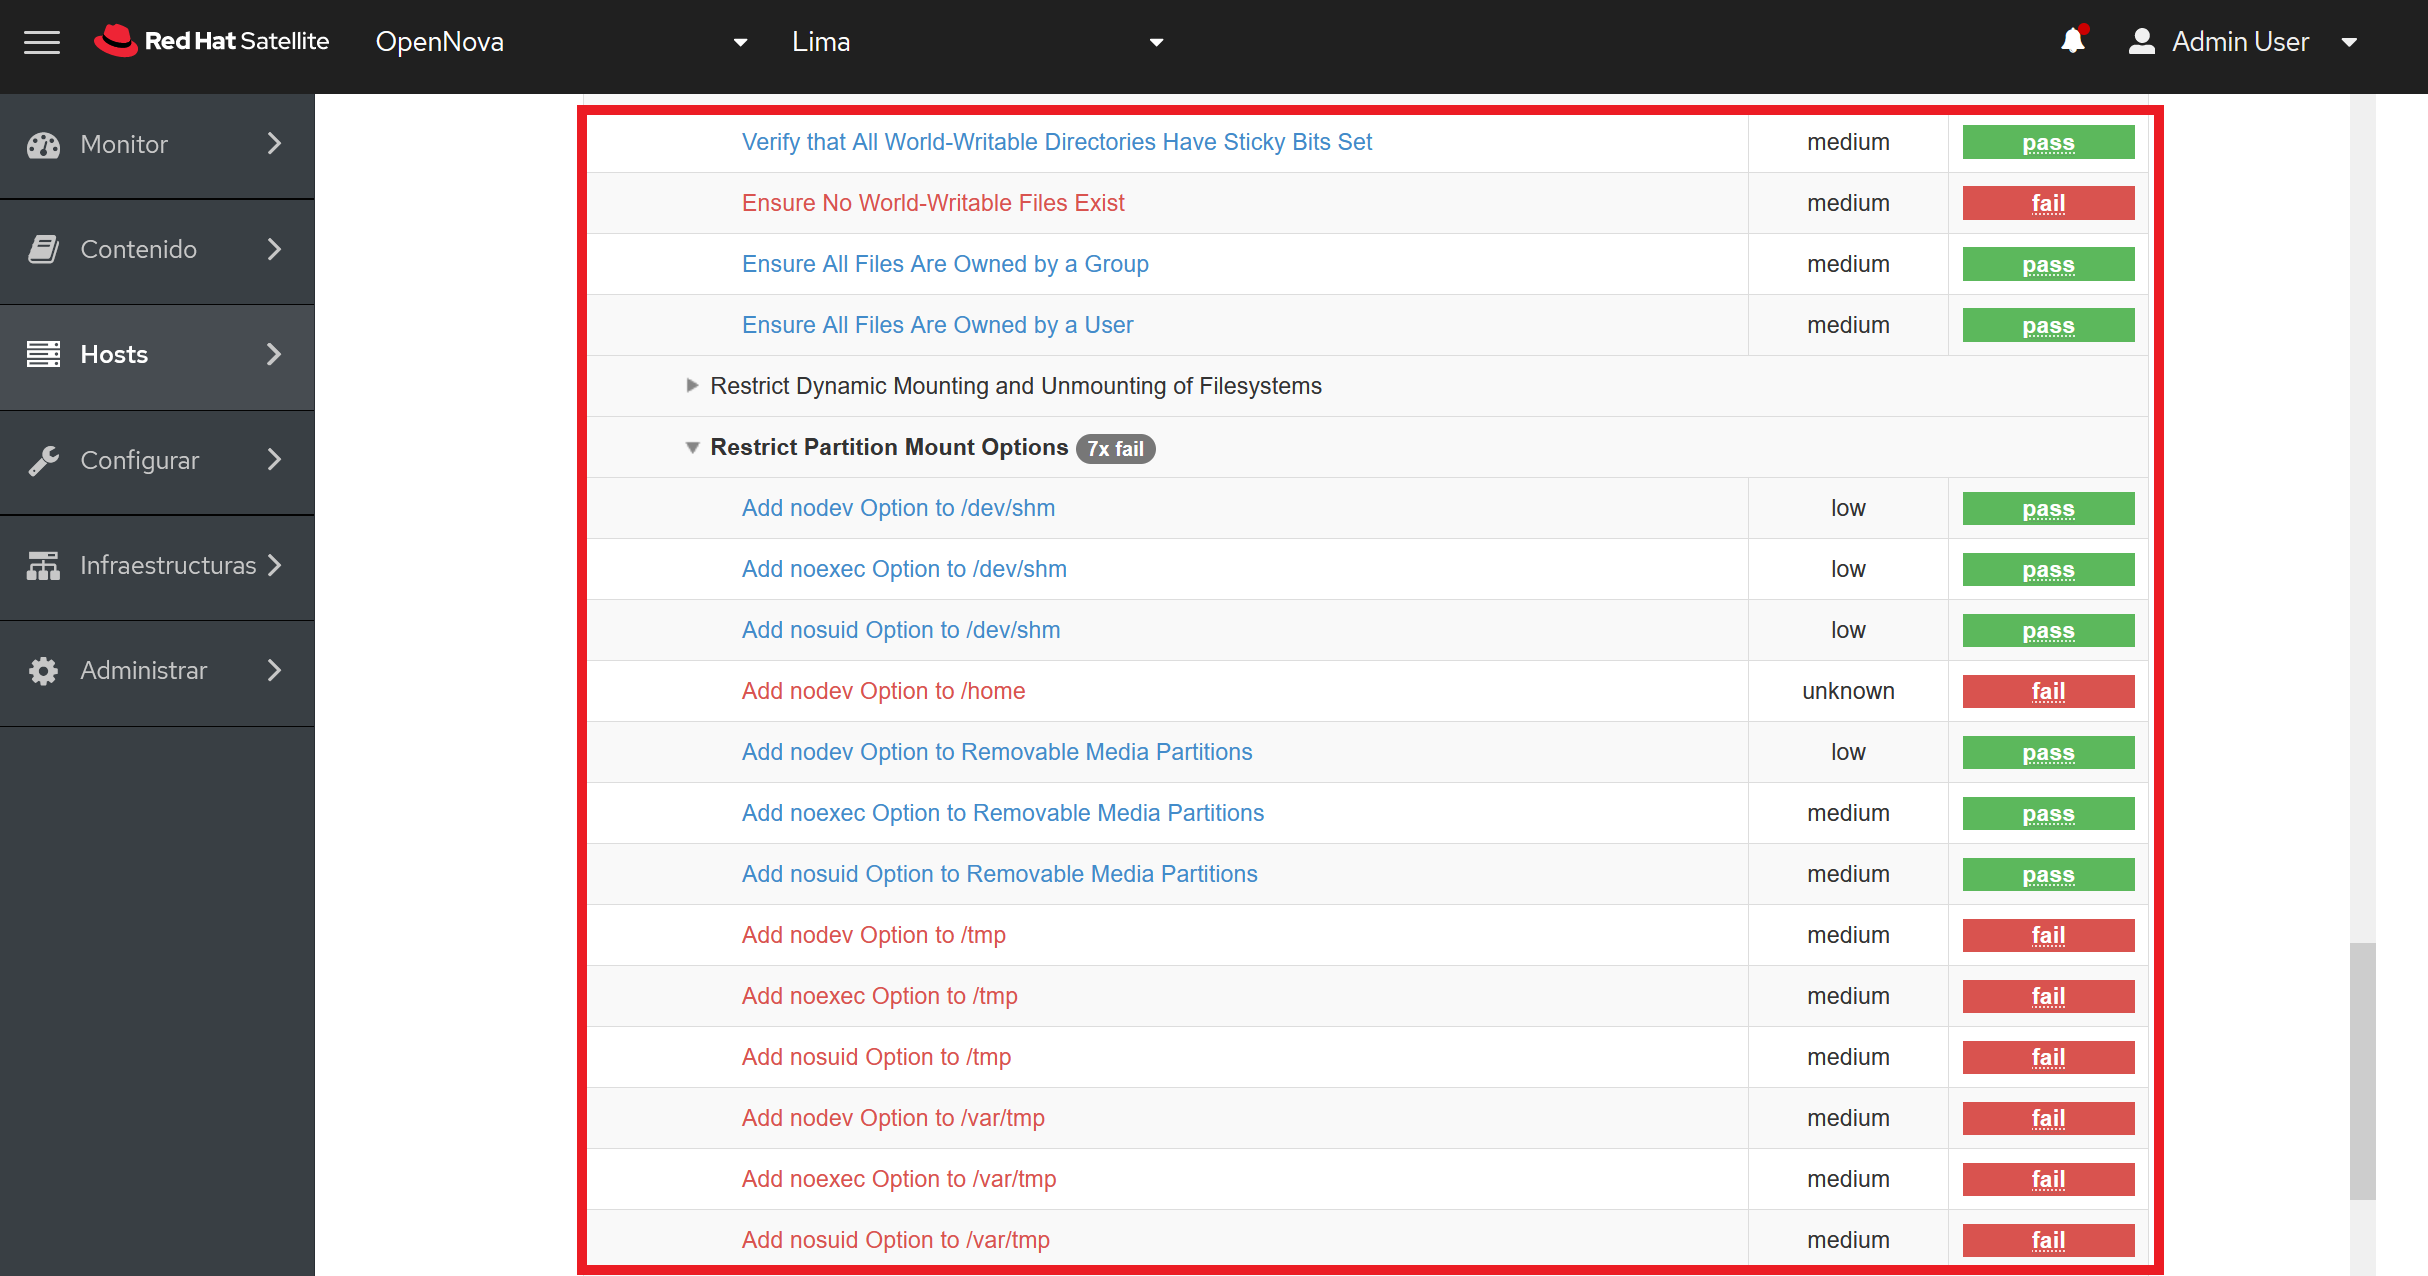 Red Hat Satellite OpenNova Lima Admin User
Monitor
Contenido
Hosts
Configurar
Infraestructuras
Administrar
Verify that All World-Writable Directories Have Sticky Bits Set medium pass
Ensure No World-Writable Files Exist medium fail
Ensure All Files Are Owned by a Group medium pass
Ensure All Files Are Owned by a User medium pass
Restrict Dynamic Mounting and Unmounting of Filesystems
Restrict Partition Mount Options 7x fail
Add nodev Option to /dev/shm low pass
Add noexec Option to /dev/shm low pass
Add nosuid Option to /dev/shm low pass
Add nodev Option to /home unknown fail
Add nodev Option to Removable Media Partitions low pass
Add noexec Option to Removable Media Partitions medium pass
Add nosuid Option to Removable Media Partitions medium pass
Add nodev Option to /tmp medium fail
Add noexec Option to /tmp medium fail
Add nosuid Option to /tmp medium fail
Add nodev Option to /var/tmp medium fail
Add noexec Option to /var/tmp medium fail
Add nosuid Option to /var/tmp medium fail